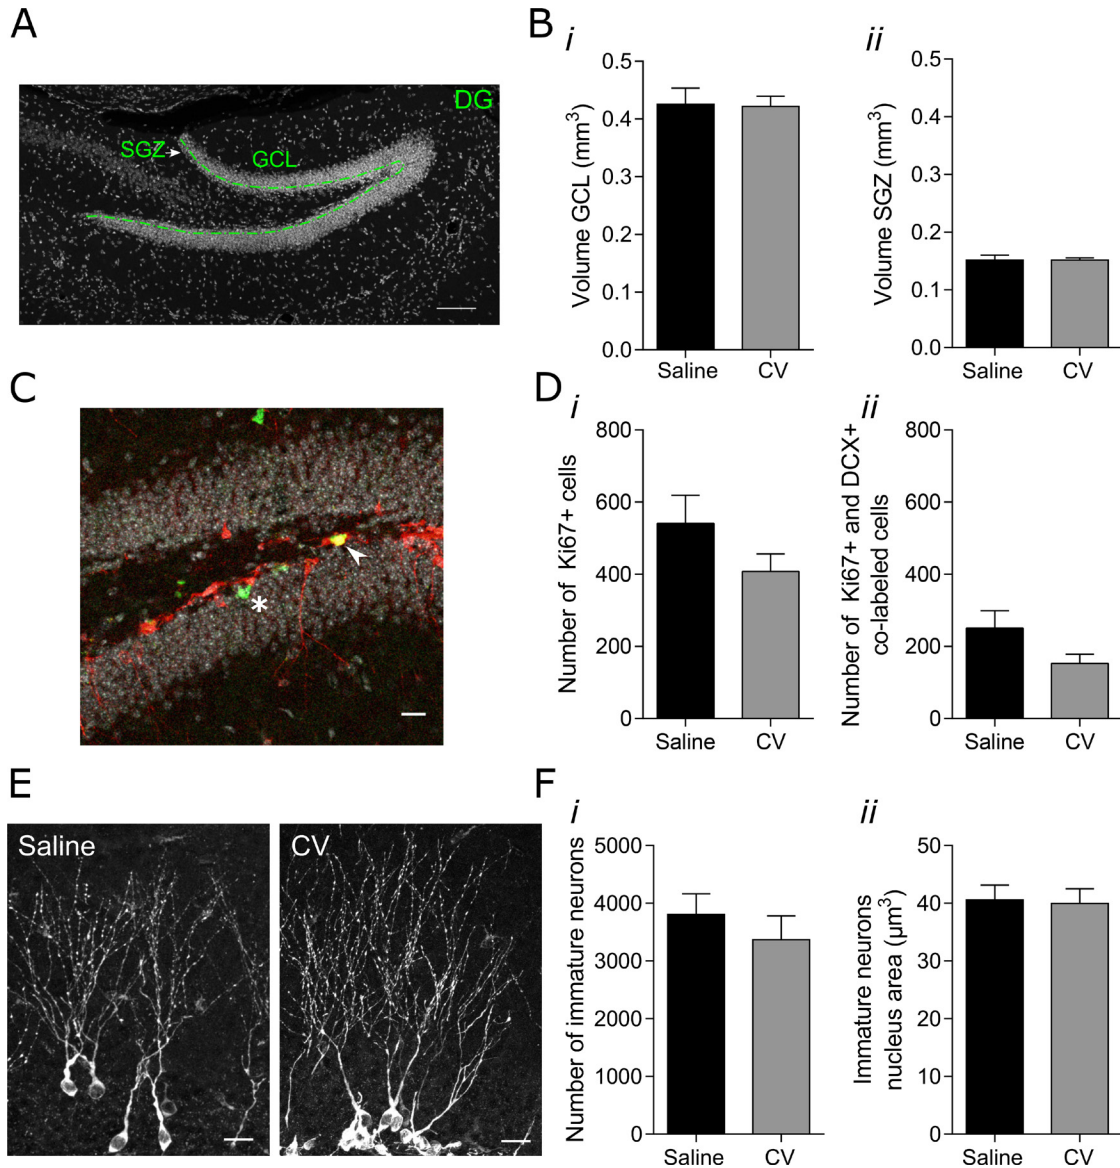 A
DG
SGZ
GCL
B
i
Volume GCL (mm³)
0.5
0.4
0.3
0.2
0.1
0.0
Saline
CV
ii
Volume SGZ (mm³)
0.5
0.4
0.3
0.2
0.1
0.0
Saline
CV
C
*
D
i
Number of Ki67+ cells
800
600
400
200
0
Saline
CV
ii
Number of Ki67+ and DCX+
co-labeled cells
800
600
400
200
0
Saline
CV
E
Saline
CV
F
i
Number of immature neurons
5000
4000
3000
2000
1000
0
Saline
CV
ii
Immature neurons
nucleus area (µm³)
50
40
30
20
10
0
Saline
CV